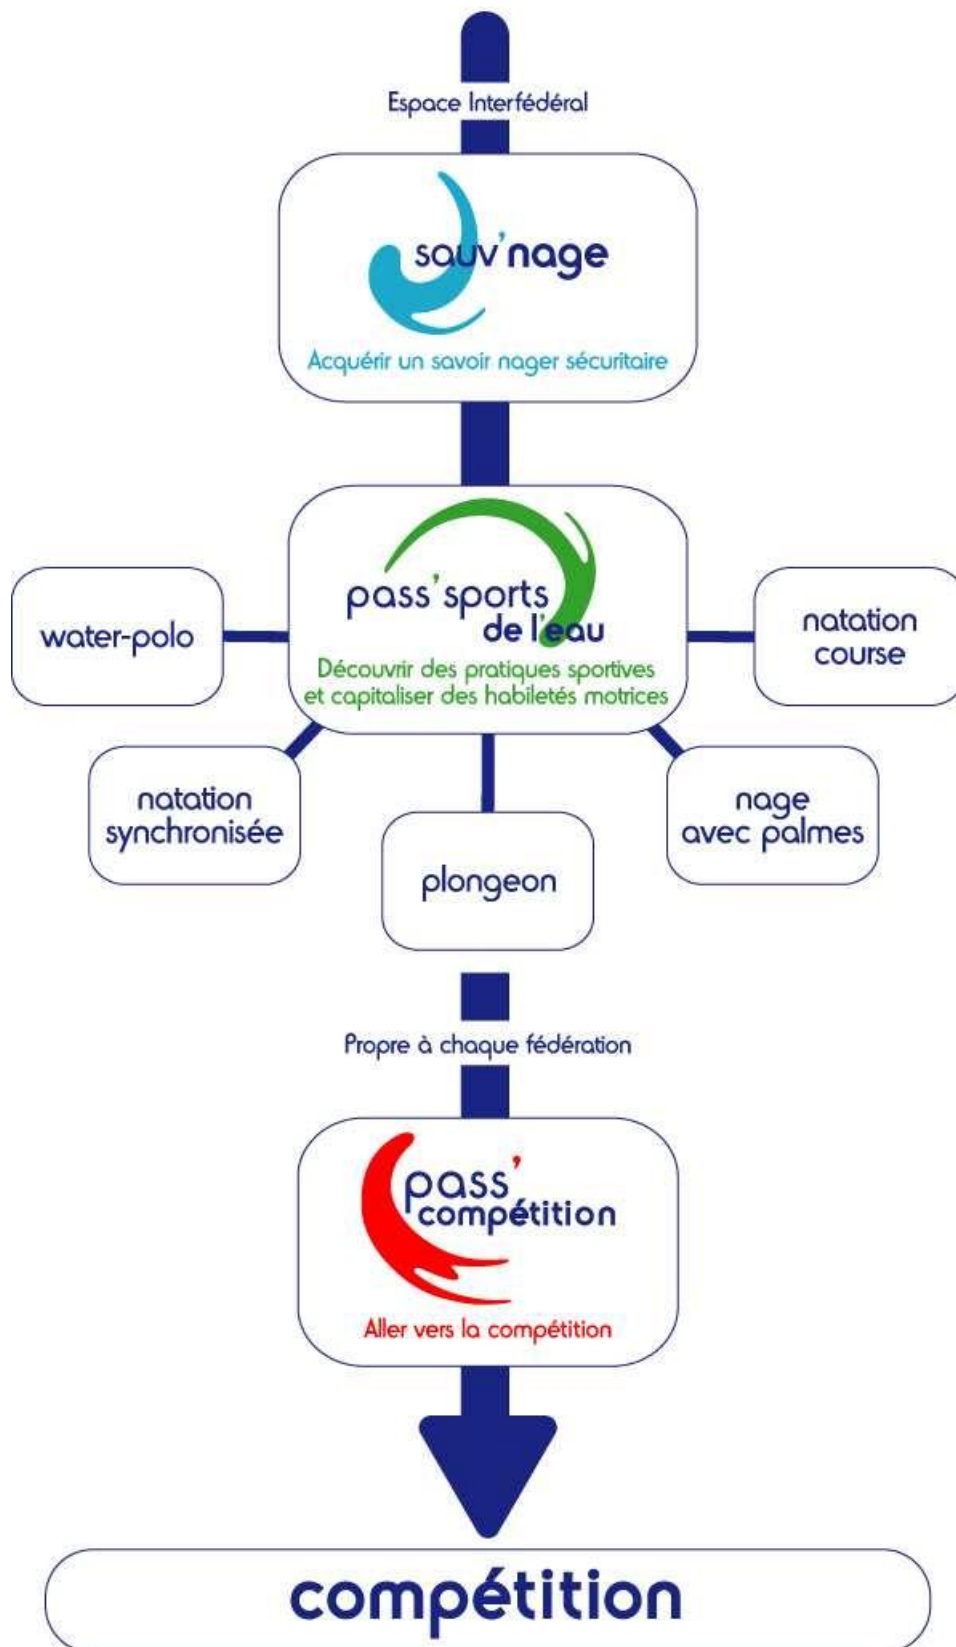 Espace Interfédéral
sauv'nage
Acquérir un savoir nager sécuritaire
pass'sports
de l'eau
Découvrir des pratiques sportives
et capitaliser des habiletés motrices
water-polo
natation
course
natation
synchronisée
nage
avec palmes
plongeon
Propre à chaque fédération
pass'
compétition
Aller vers la compétition
compétition